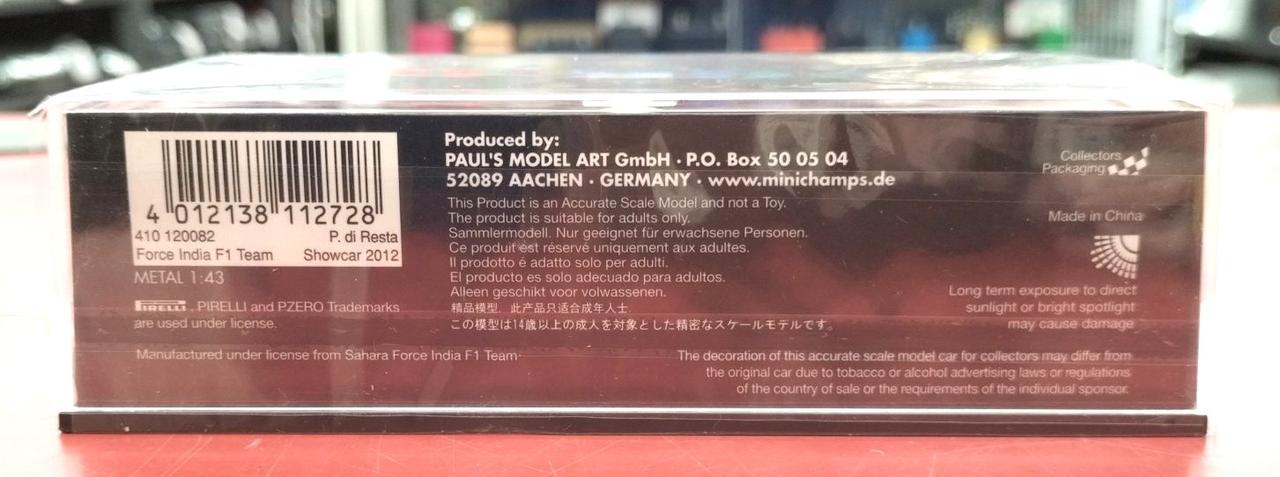 4 012138 112728
410 120082 P. di Resta
Force India F1 Team Showcar 2012
METAL 1:43
PIRELLI, PIRELLI and PZERO Trademarks
are used under license.
Manufactured under license from Sahara Force India F1 Team
Produced by:
PAUL'S MODEL ART GmbH · P.O. Box 50 05 04
52089 AACHEN · GERMANY · www.minichamps.de
This Product is an Accurate Scale Model and not a Toy.
The product is suitable for adults only.
Sammlermodell. Nur geeignet für erwachsene Personen.
Ce produit est réservé uniquement aux adultes.
Il prodotto é adatto solo per adulti.
El producto es solo adecuado para adultos.
Alleen geschikt voor volwassenen.
精品模型，此产品只适合成年人士.
この模型は14歳以上の成人を対象とした精密なスケールモデルです。
Collectors
Packaging
Made in China
Long term exposure to direct
sunlight or bright spotlight
may cause damage
The decoration of this accurate scale model car for collectors may differ from
the original car due to tobacco or alcohol advertising laws or regulations
of the country of sale or the requirements of the individual sponsor.